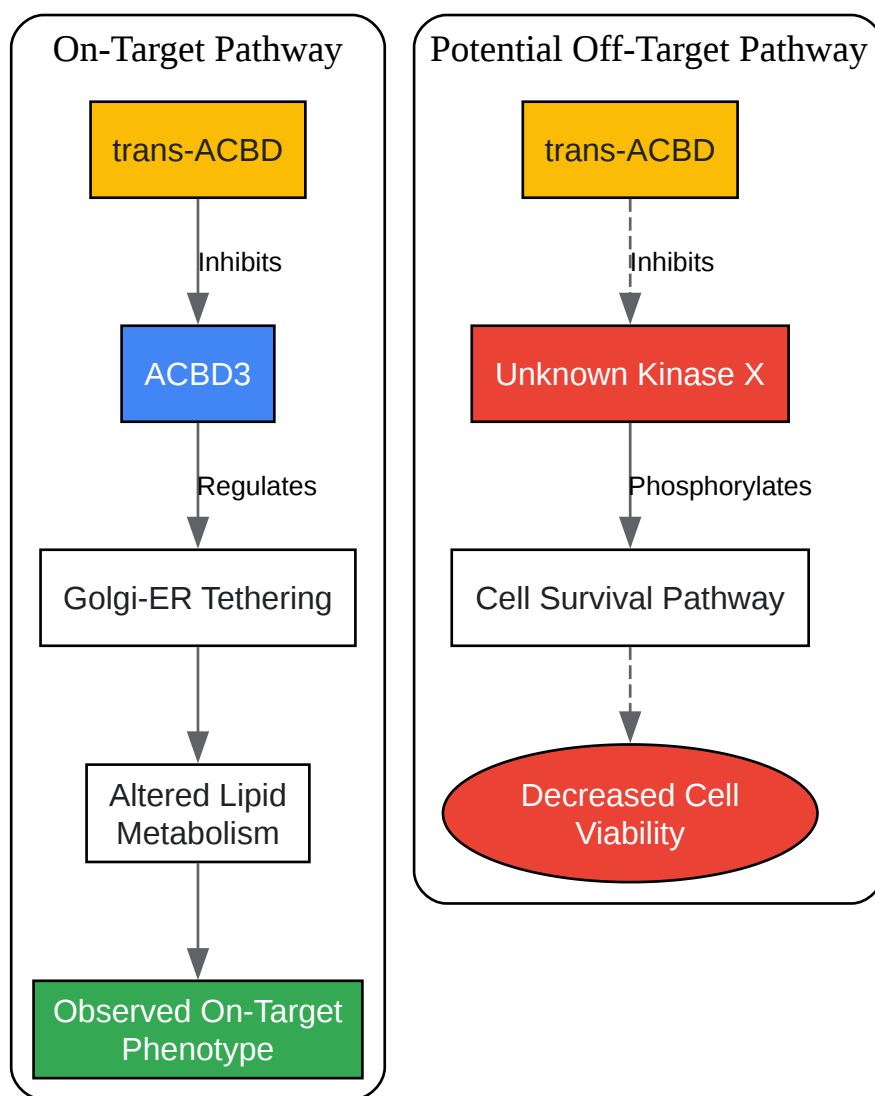 On-Target Pathway
trans-ACBD
Inhibits
ACBD3
Regulates
Golgi-ER Tethering
Altered Lipid
Metabolism
Observed On-Target
Phenotype
Potential Off-Target Pathway
trans-ACBD
Inhibits
Unknown Kinase X
Phosphorylates
Cell Survival Pathway
Decreased Cell
Viability